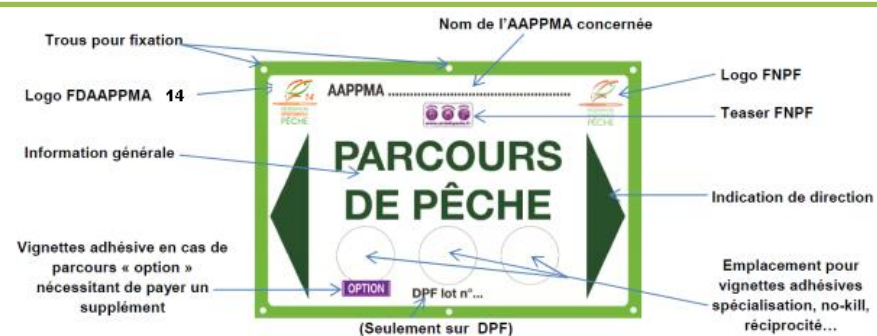 Nom de l'AAPPMA concernée
Trous pour fixation
Logo FDAAPPMA 14
Information générale
Vignettes adhésive en cas de
parcours « option »
nécessitant de payer un
supplément
14
PÊCHE
AAPPMA ...............................................
PÊCHE
PARCOURS
DE PÊCHE
OPTION
DPF lot n°...
(Seulement sur DPF)
Logo FNPF
Teaser FNPF
Indication de direction
Emplacement pour
vignettes adhésives
spécialisation, no-kill,
réciprocité...